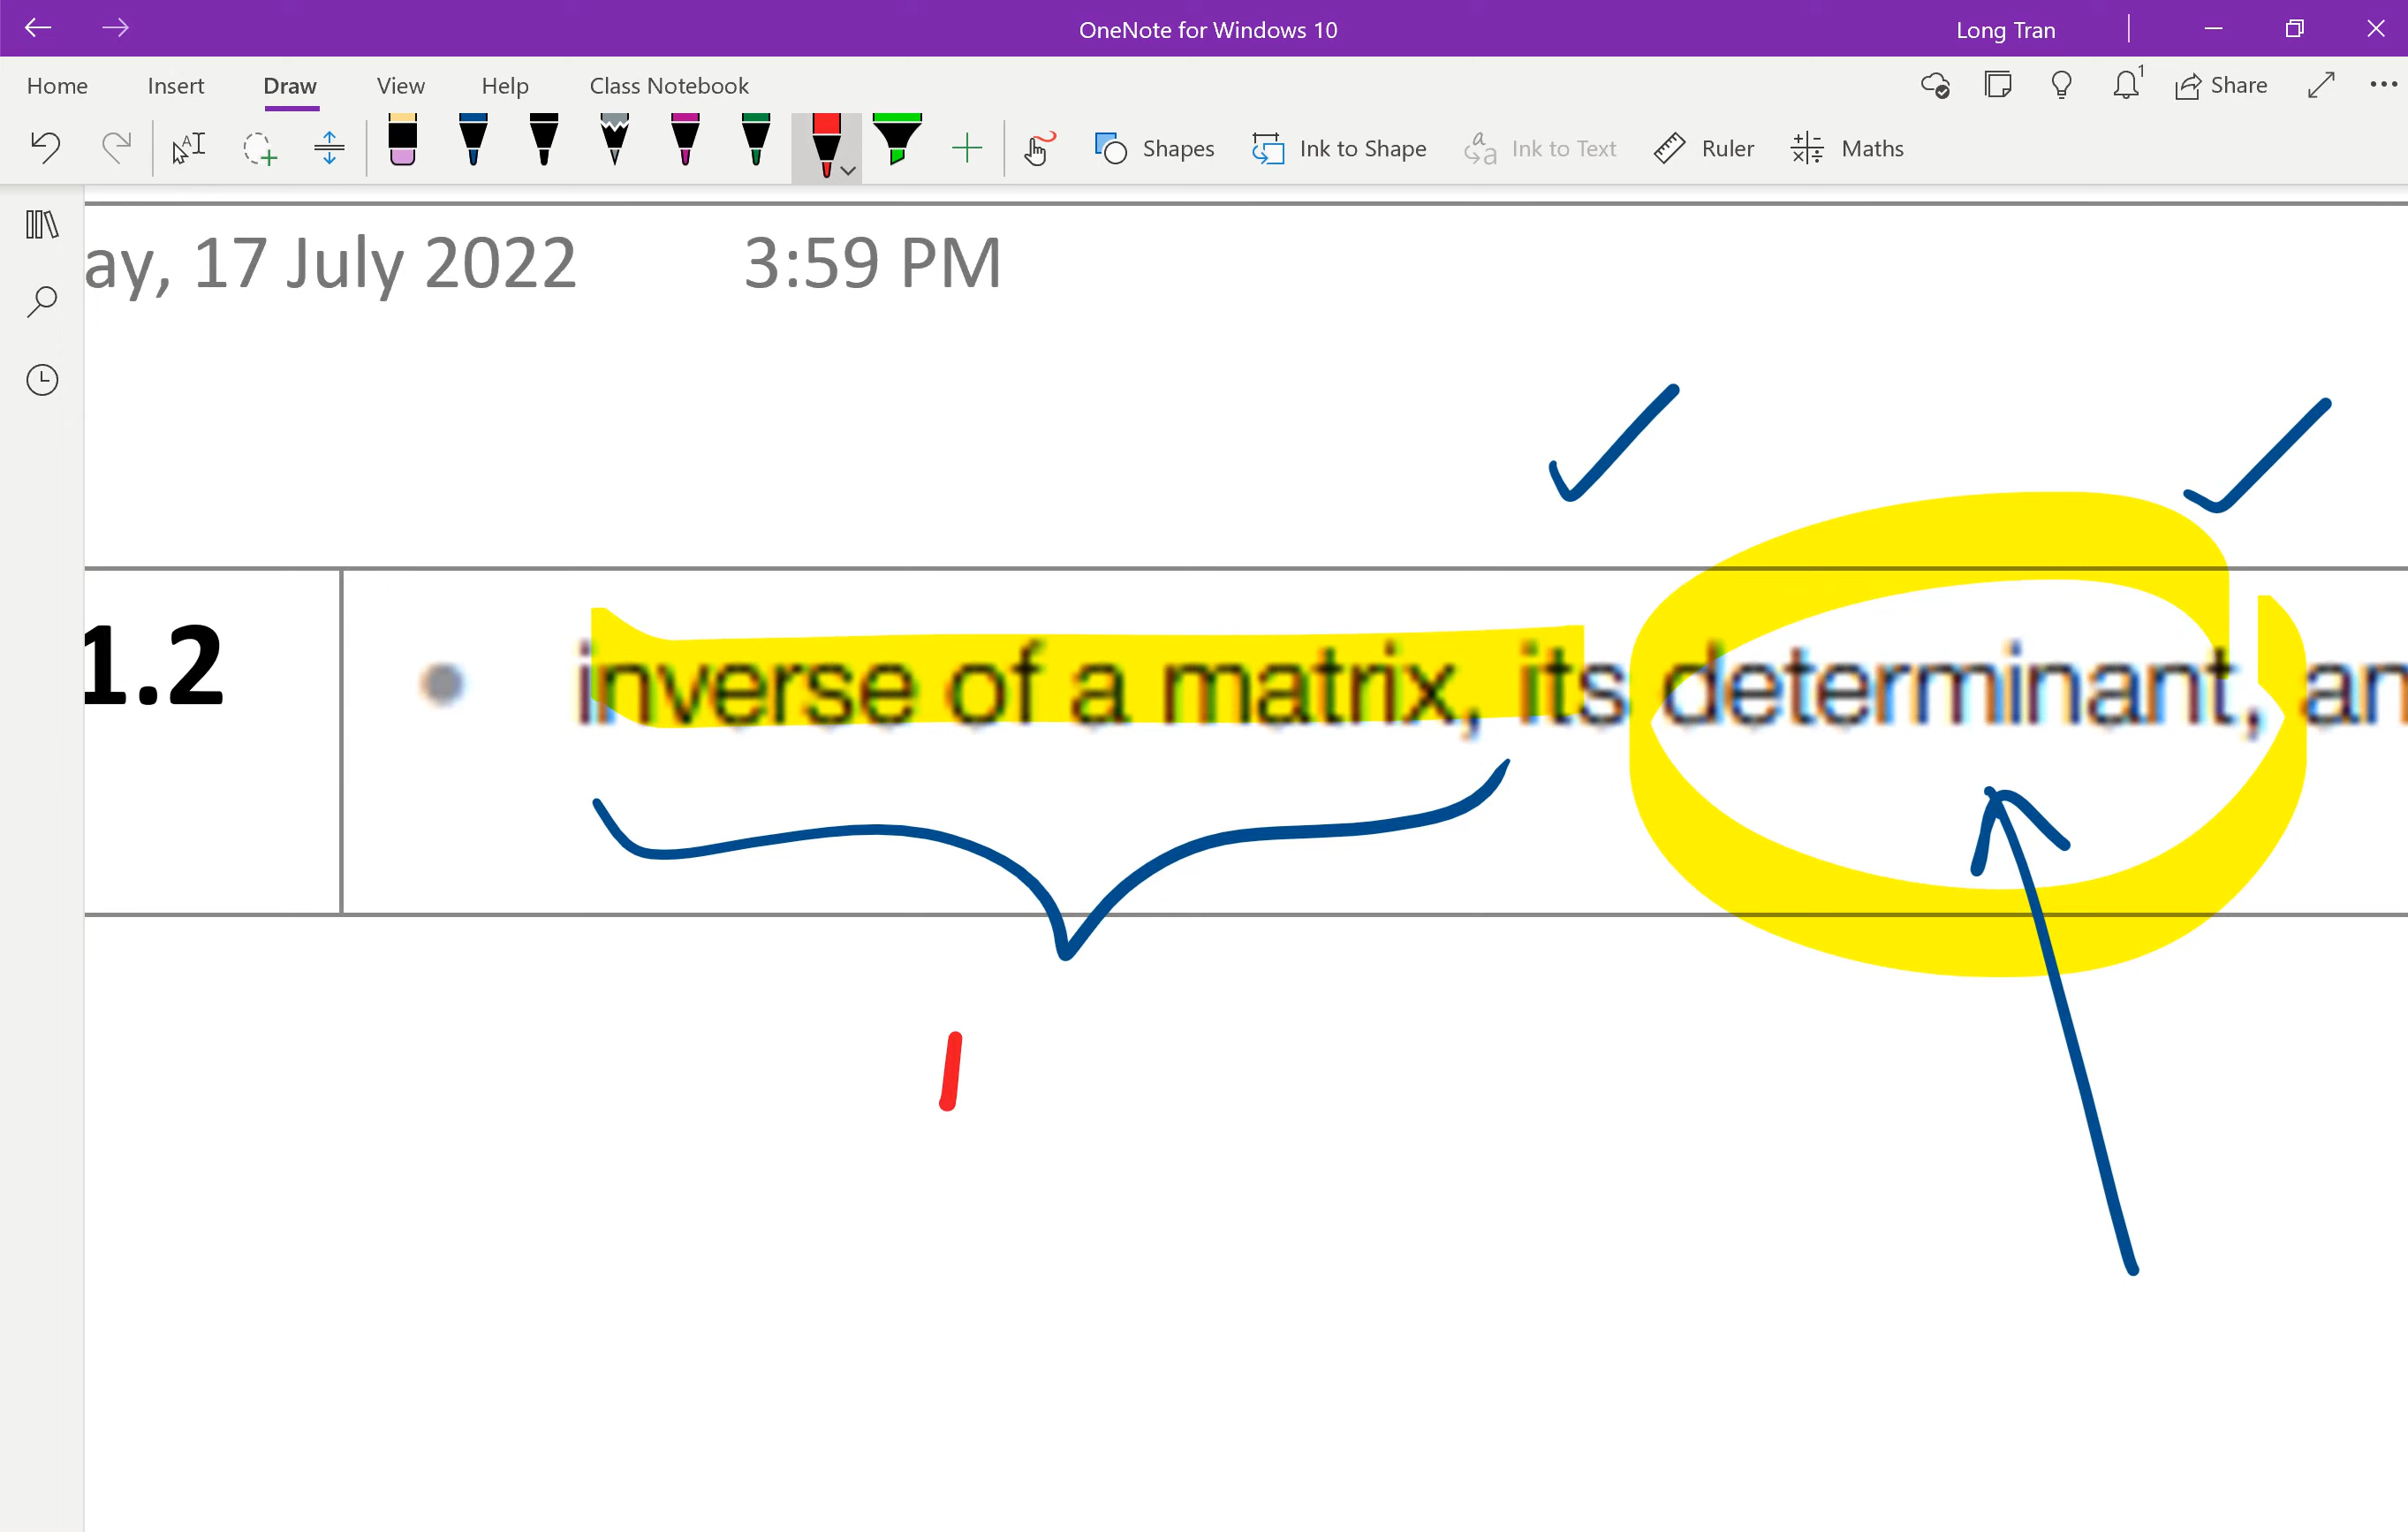 OneNote for Windows 10 Long Tran
Home Insert Draw View Help Class Notebook 1 Share
Shapes Ink to Shape Ink to Text Ruler Maths
ay, 17 July 2022 3:59 PM
1.2 • inverse of a matrix, its determinant, an